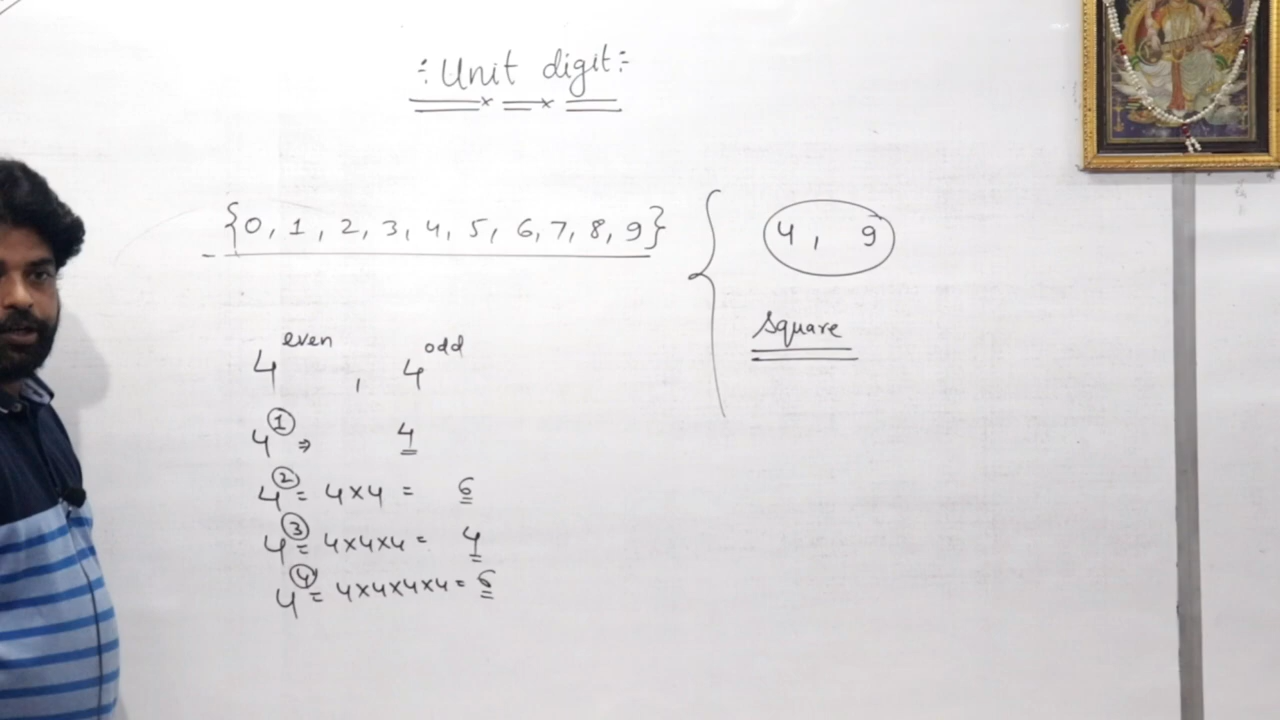 :Unit digit:
{0, 1, 2, 3, 4, 5, 6, 7, 8, 9}
4, 9
Square
4^even, 4^odd
4^① ⇒ 4
4^② = 4×4 = 6
4^③ = 4×4×4 = 4
4^④ = 4×4×4×4 = 6